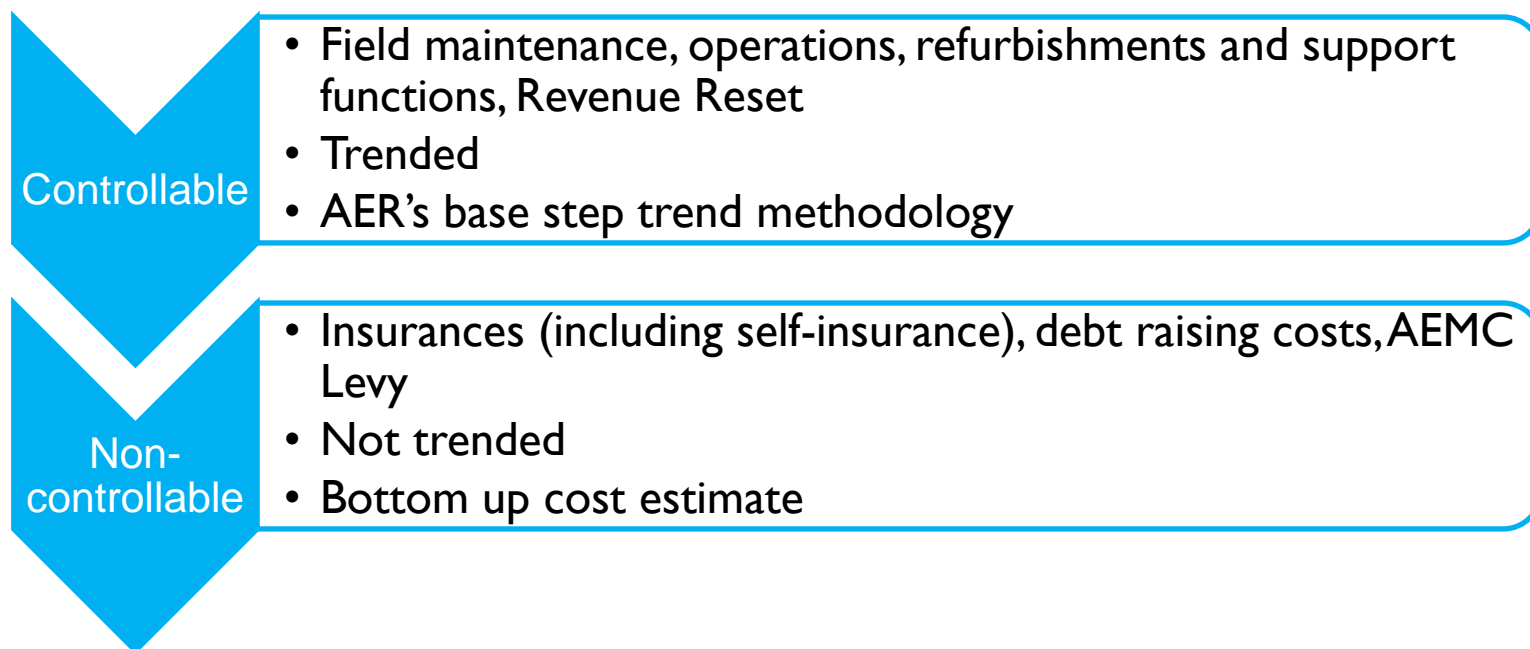 Controllable
• Field maintenance, operations, refurbishments and support
functions, Revenue Reset
• Trended
• AER's base step trend methodology
Non-
controllable
• Insurances (including self-insurance), debt raising costs, AEMC
Levy
• Not trended
• Bottom up cost estimate